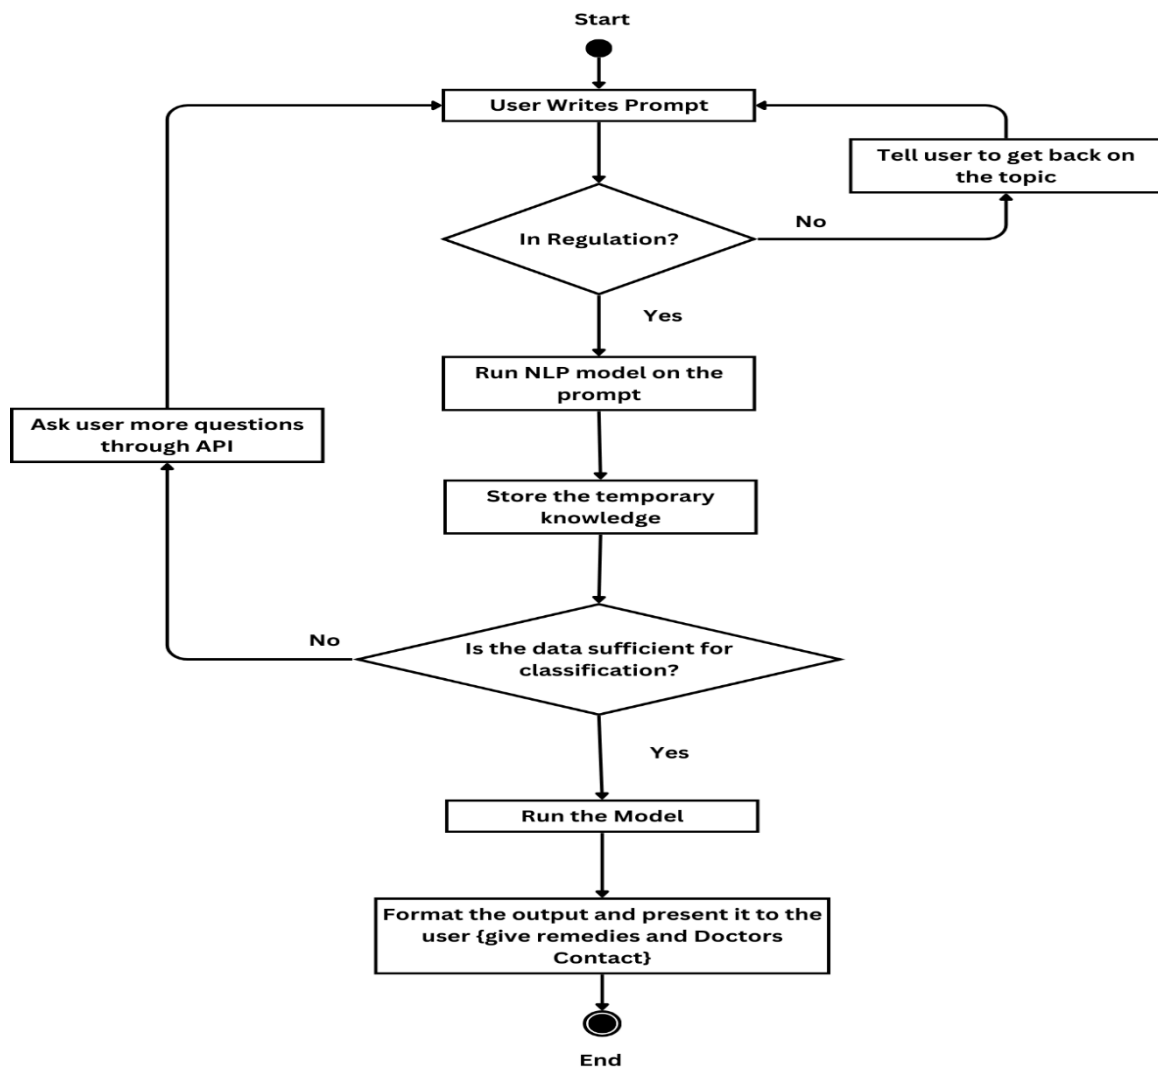 Start
User Writes Prompt
Tell user to get back on
the topic
In Regulation?
No
Yes
Run NLP model on the
prompt
Ask user more questions
through API
Store the temporary
knowledge
No
Is the data sufficient for
classification?
Yes
Run the Model
Format the output and present it to the
user {give remedies and Doctors
Contact}
End